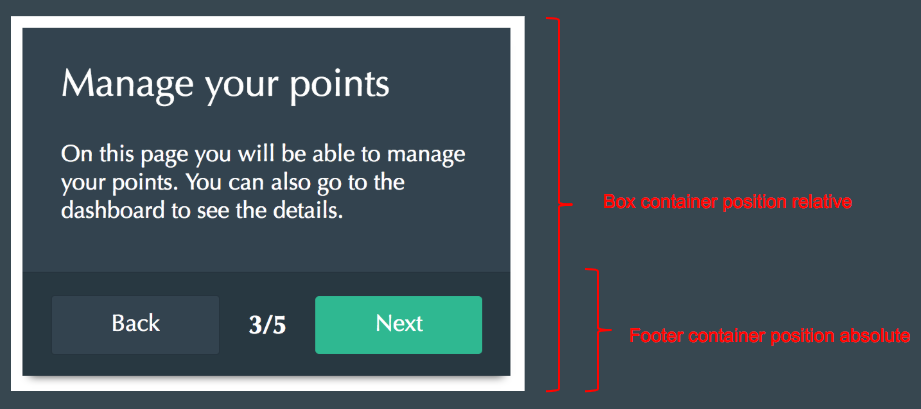 Manage your points
On this page you will be able to manage
your points. You can also go to the
dashboard to see the details.
Box container position relative
Back 3/5 Next
Footer container position absolute